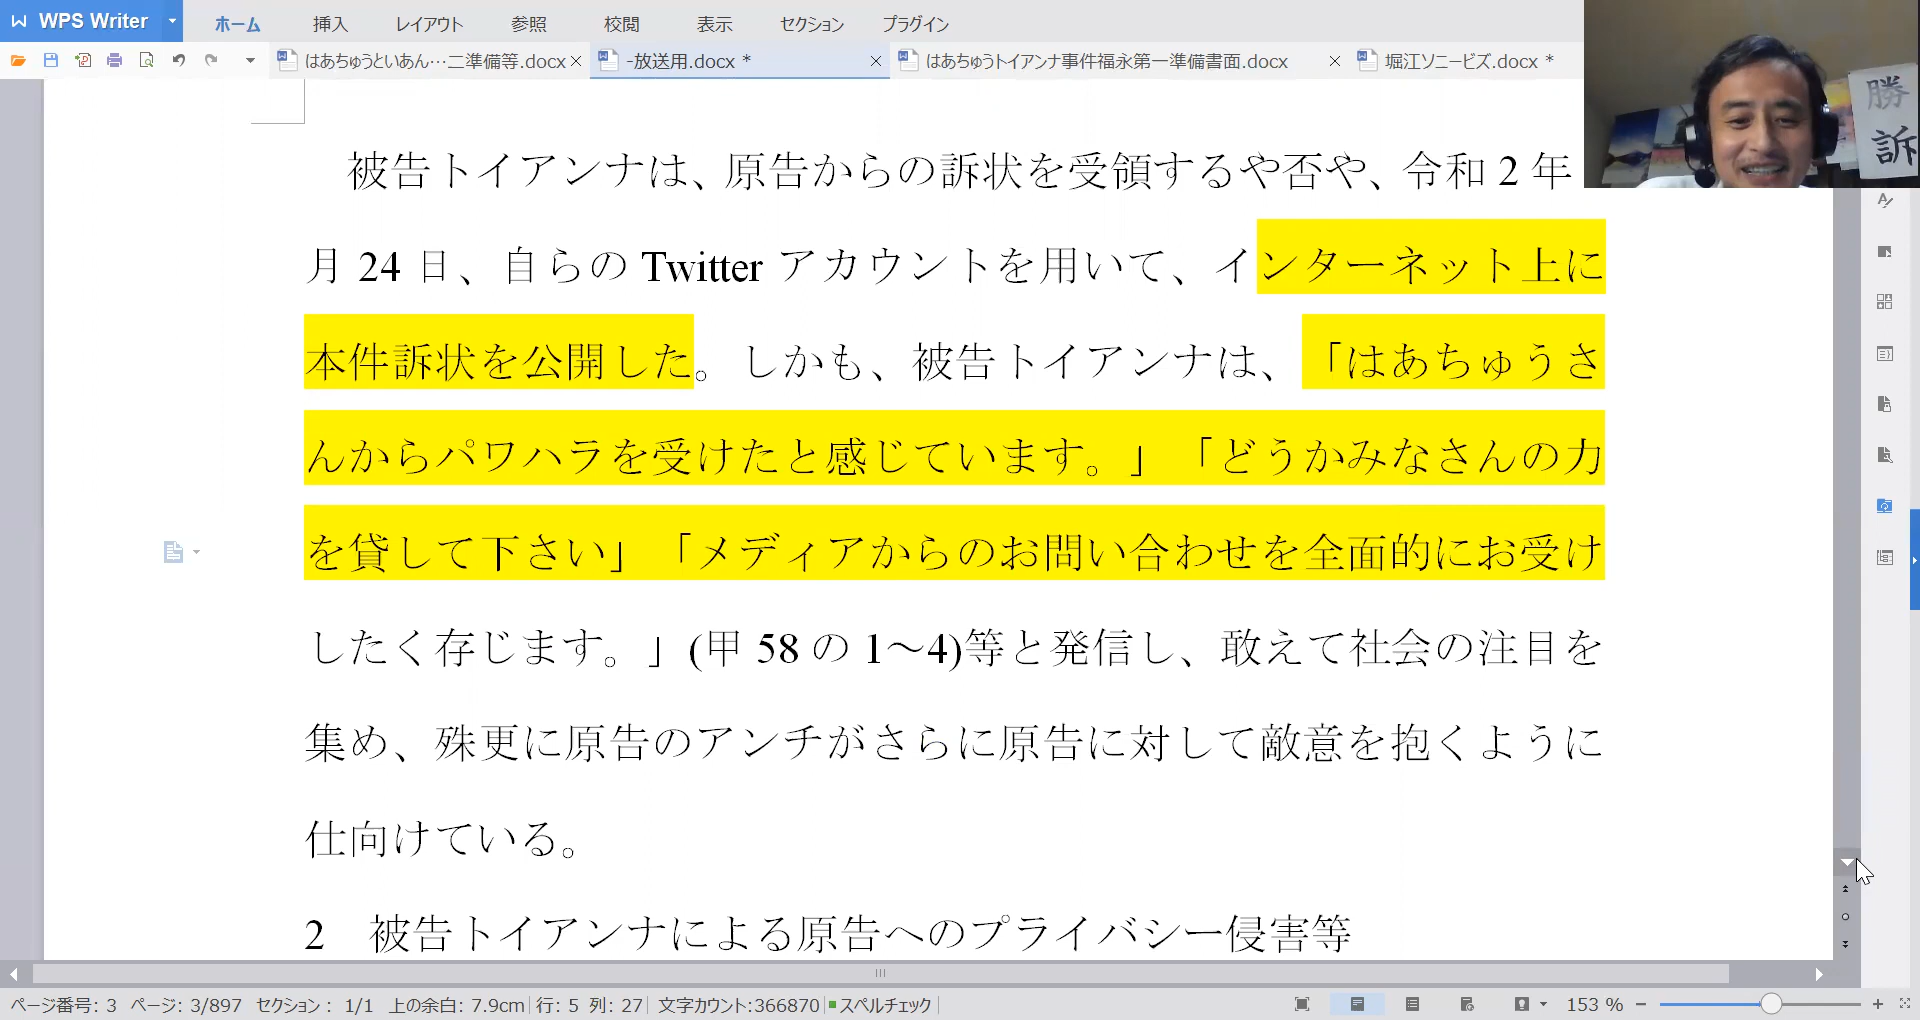 WPS Writer
ホーム 挿入 レイアウト 参照 校閲 表示 セクション プラグイン
はあちゅうといあん…二準備等.docx × -放送用.docx * × はあちゅうトイアンナ事件福永第一準備書面.docx × 堀江ソニービズ.docx *
勝
訴
被告トイアンナは、原告からの訴状を受領するや否や、令和 2 年
月 24 日、自らの Twitter アカウントを用いて、インターネット上に
本件訴状を公開した。しかも、被告トイアンナは、「はあちゅうさ
んからパワハラを受けたと感じています。」「どうかみなさんの力
を貸して下さい」「メディアからのお問い合わせを全面的にお受け
したく存じます。」(甲 58 の 1～4)等と発信し、敢えて社会の注目を
集め、殊更に原告のアンチがさらに原告に対して敵意を抱くように
仕向けている。
2 被告トイアンナによる原告へのプライバシー侵害等
ページ番号: 3 ページ: 3/897 セクション: 1/1 上の余白: 7.9cm 行: 5 列: 27 文字カウント:366870 スペルチェック 153 %